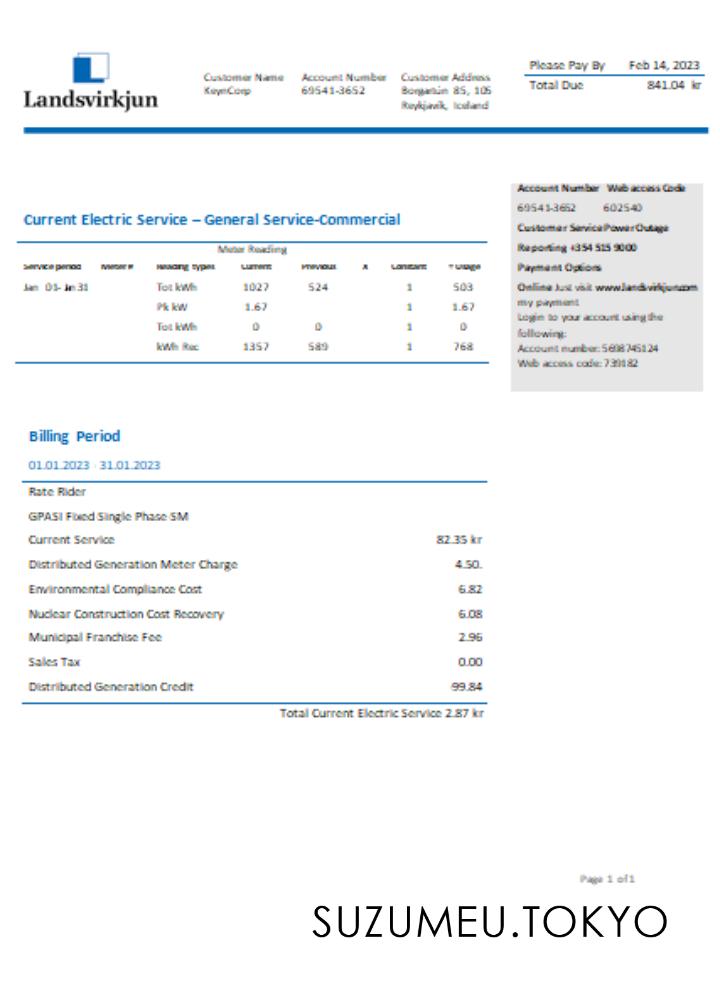 Landsvirkjun
Customer Name Account Number Customer Address
KeynCorp 69541-3652 Borgartún 85, 105
Reykjavik, Iceland
Please Pay By Feb 14, 2023
Total Due 841.04 kr
Current Electric Service – General Service-Commercial
Meter Reading
Service period Meter # Reading types Current Previous X Constant Usage
Jan 01- Jan 31 Tot kWh 1027 524 1 503
Pk kW 1.67 1 1.67
Tot kWh 0 0 1 0
kWh Rec 1357 589 1 768
Account Number Web access Code
69541-3652 602540
Customer Service Power Outage
Reporting +354 515 9000
Payment Options
Online Just visit www.landsvirkjun.com
my payment
Login to your account using the
following:
Account number: 5698745124
Web access code: 739182
Billing Period
01.01.2023 - 31.01.2023
Rate Rider
GPASI Fixed Single Phase SM
Current Service 82.35 kr
Distributed Generation Meter Charge 4.50.
Environmental Compliance Cost 6.82
Nuclear Construction Cost Recovery 6.08
Municipal Franchise Fee 2.96
Sales Tax 0.00
Distributed Generation Credit -99.84
Total Current Electric Service 2.87 kr
Page 1 of 1
SUZUMEU.TOKYO